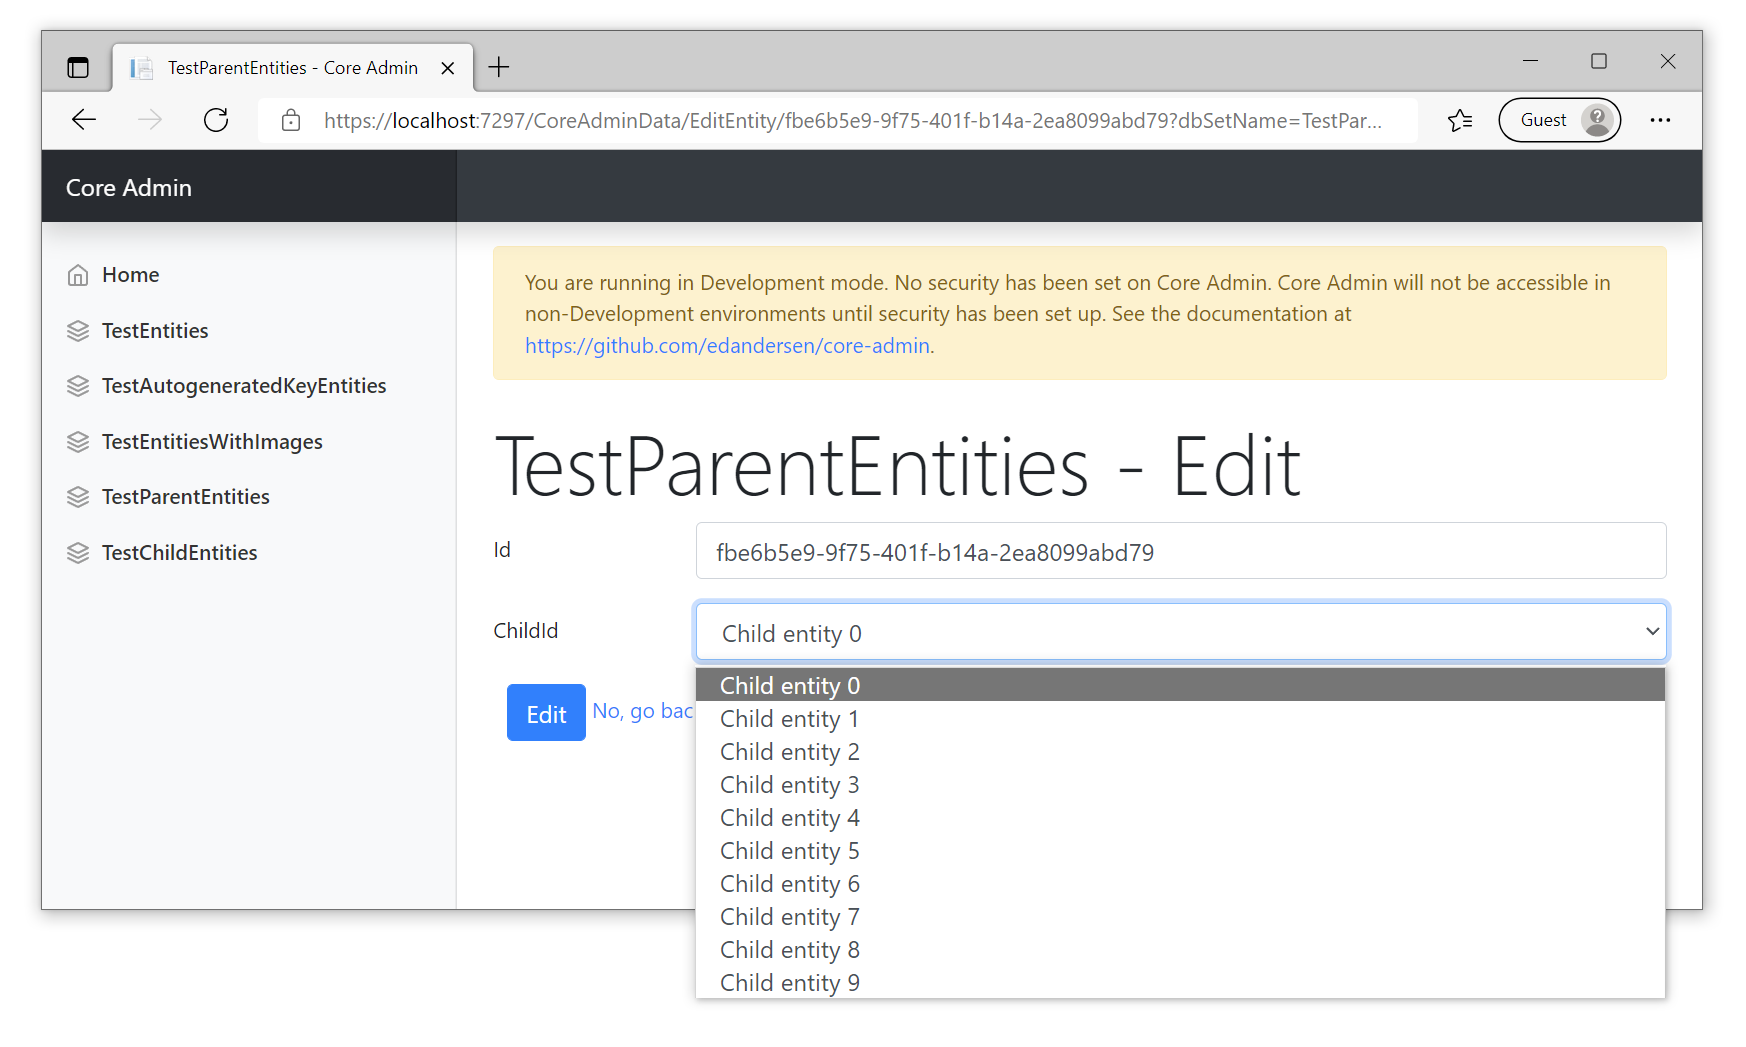 TestParentEntities - Core Admin
https://localhost:7297/CoreAdminData/EditEntity/fbe6b5e9-9f75-401f-b14a-2ea8099abd79?dbSetName=TestPar...
Guest
Core Admin
Home
TestEntities
TestAutogeneratedKeyEntities
TestEntitiesWithImages
TestParentEntities
TestChildEntities
You are running in Development mode. No security has been set on Core Admin. Core Admin will not be accessible in
non-Development environments until security has been set up. See the documentation at
https://github.com/edandersen/core-admin.
TestParentEntities - Edit
Id
fbe6b5e9-9f75-401f-b14a-2ea8099abd79
ChildId
Child entity 0
Edit No, go bac
Child entity 0
Child entity 1
Child entity 2
Child entity 3
Child entity 4
Child entity 5
Child entity 6
Child entity 7
Child entity 8
Child entity 9